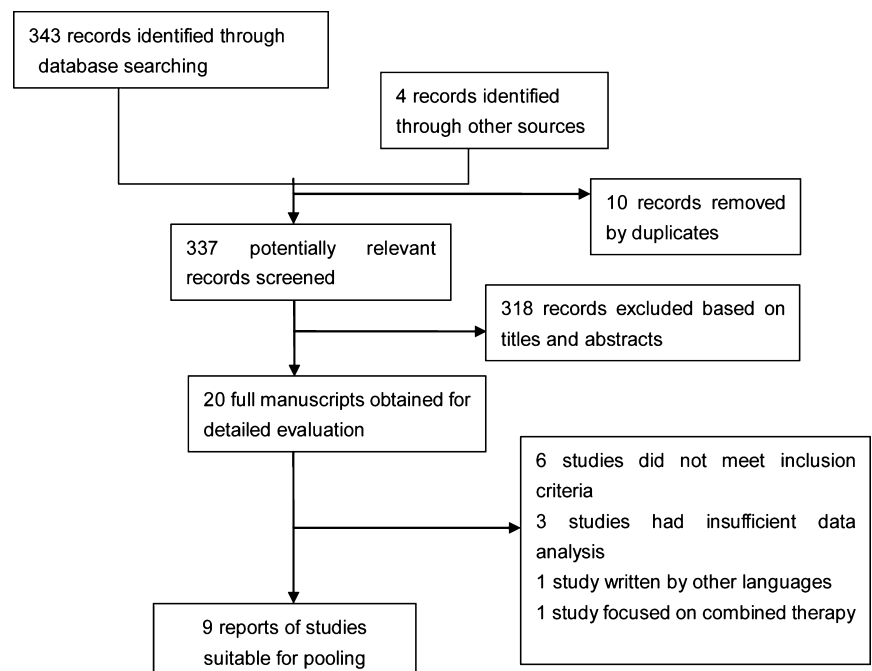 343 records identified through
database searching
4 records identified
through other sources
10 records removed
by duplicates
337 potentially relevant
records screened
318 records excluded based on
titles and abstracts
20 full manuscripts obtained for
detailed evaluation
6 studies did not meet inclusion
criteria
3 studies had insufficient data
analysis
1 study written by other languages
1 study focused on combined therapy
9 reports of studies
suitable for pooling